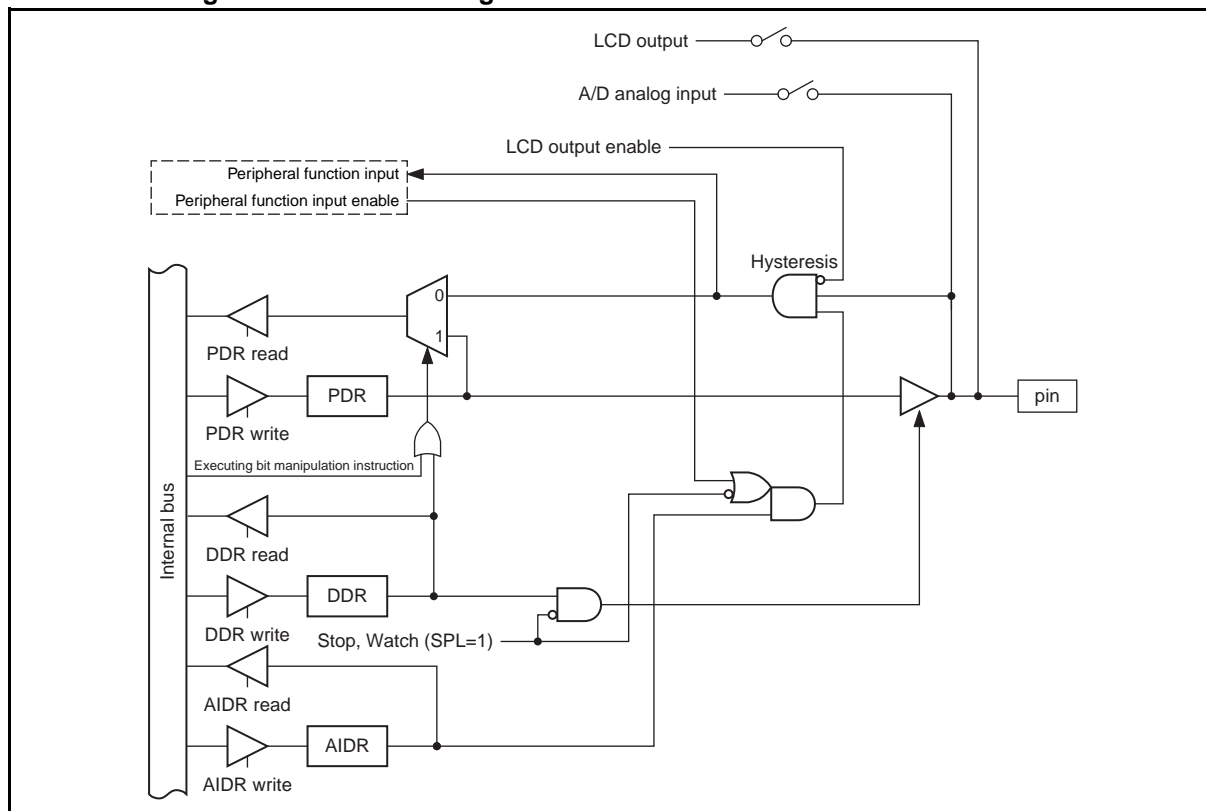 LCD output
A/D analog input
LCD output enable
Peripheral function input
Peripheral function input enable
Hysteresis
0
1
PDR read
PDR
pin
PDR write
Executing bit manipulation instruction
Internal bus
DDR read
DDR
DDR write
Stop, Watch (SPL=1)
AIDR read
AIDR
AIDR write